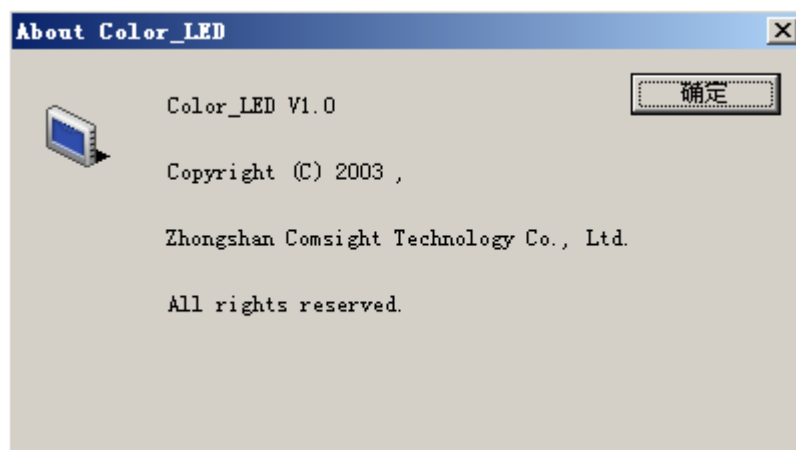 About Color_LED
确定
Color_LED V1.0
Copyright (C) 2003 ,
Zhongshan Comsight Technology Co., Ltd.
All rights reserved.